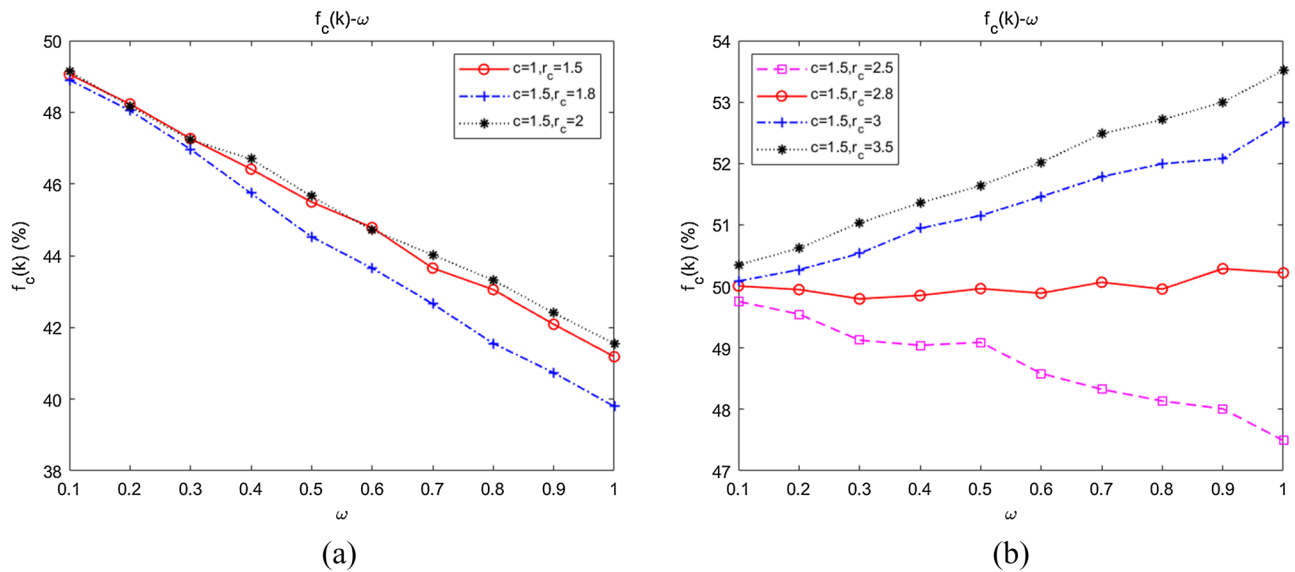 f_c(k)-ω
50
48
46
44
42
40
38
f_c(k) (%)
c=1,r_c=1.5
c=1.5,r_c=1.8
c=1.5,r_c=2
0.1 0.2 0.3 0.4 0.5 0.6 0.7 0.8 0.9 1
ω
(a)
f_c(k)-ω
54
53
52
51
50
49
48
47
f_c(k) (%)
c=1.5,r_c=2.5
c=1.5,r_c=2.8
c=1.5,r_c=3
c=1.5,r_c=3.5
0.1 0.2 0.3 0.4 0.5 0.6 0.7 0.8 0.9 1
ω
(b)